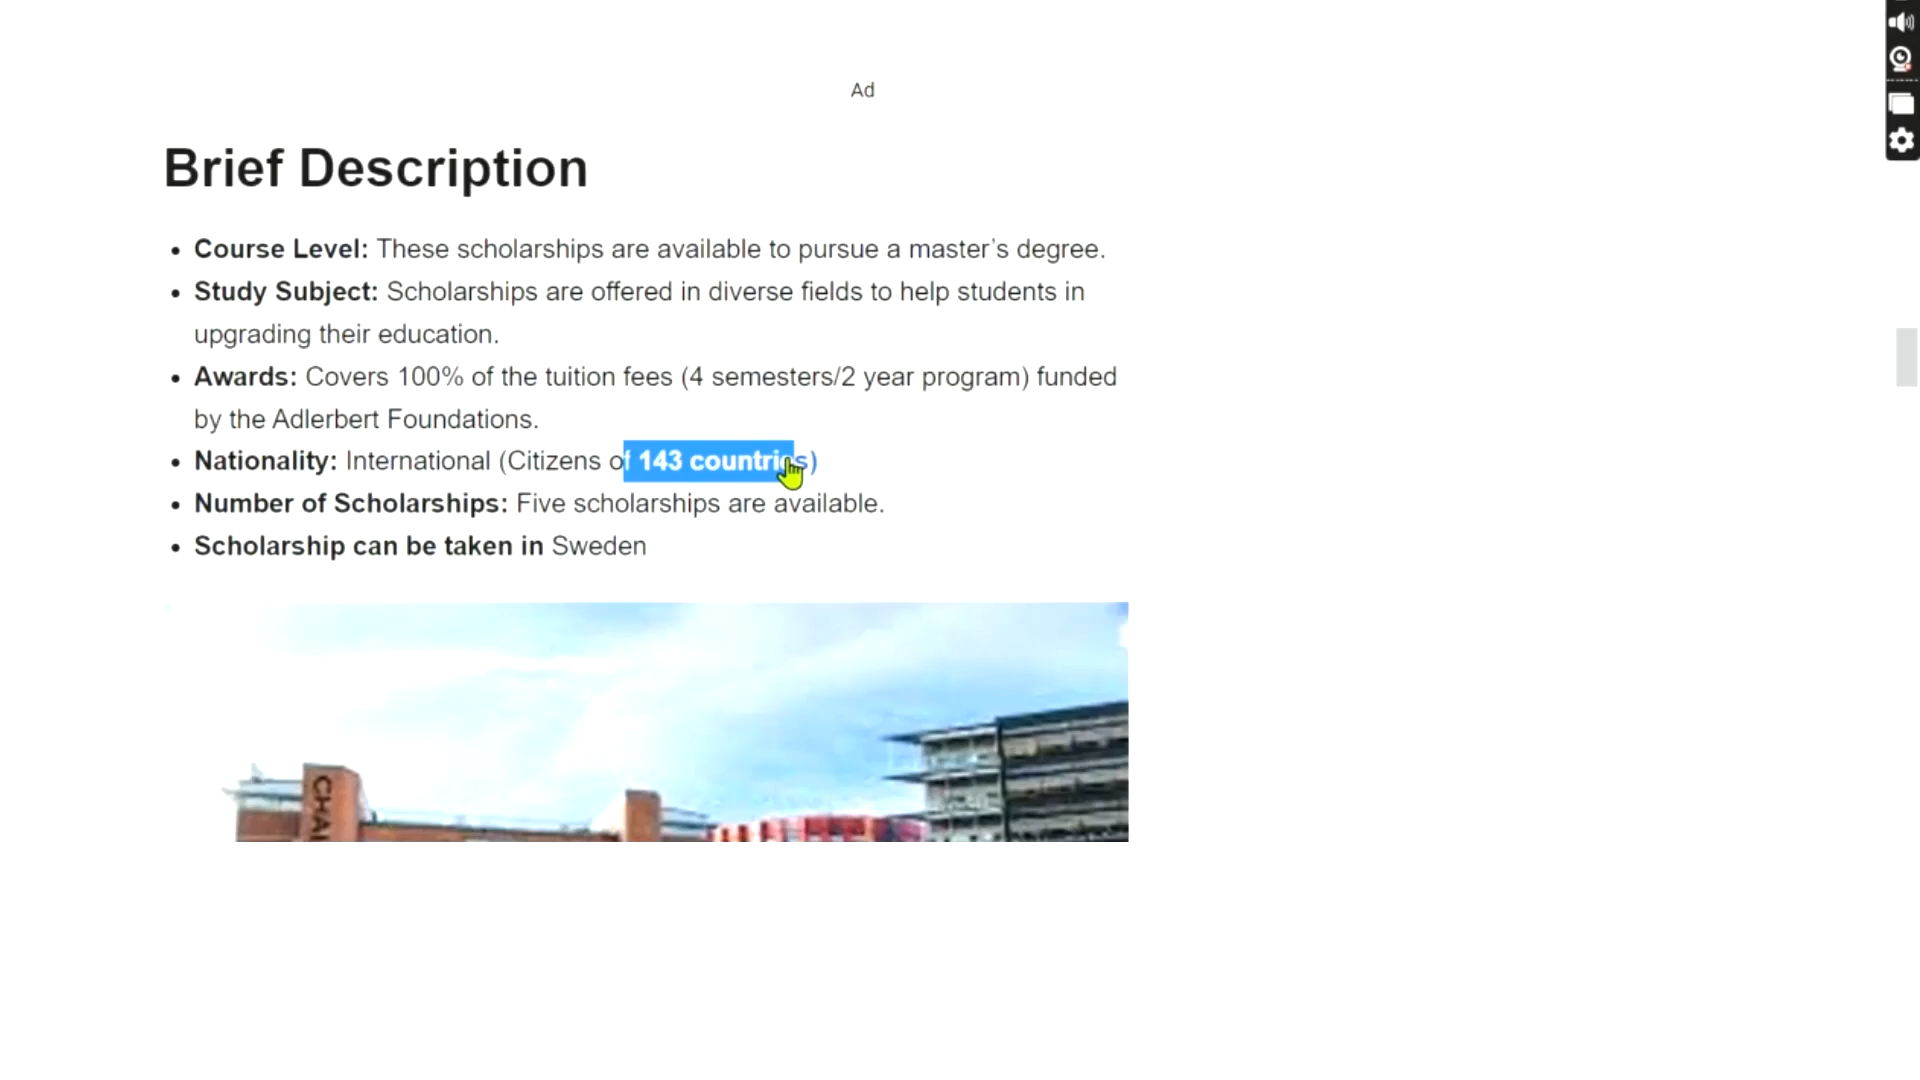 Ad
Brief Description
• Course Level: These scholarships are available to pursue a master's degree.
• Study Subject: Scholarships are offered in diverse fields to help students in
upgrading their education.
• Awards: Covers 100% of the tuition fees (4 semesters/2 year program) funded
by the Adlerbert Foundations.
• Nationality: International (Citizens of 143 countries)
• Number of Scholarships: Five scholarships are available.
• Scholarship can be taken in Sweden
CHAL